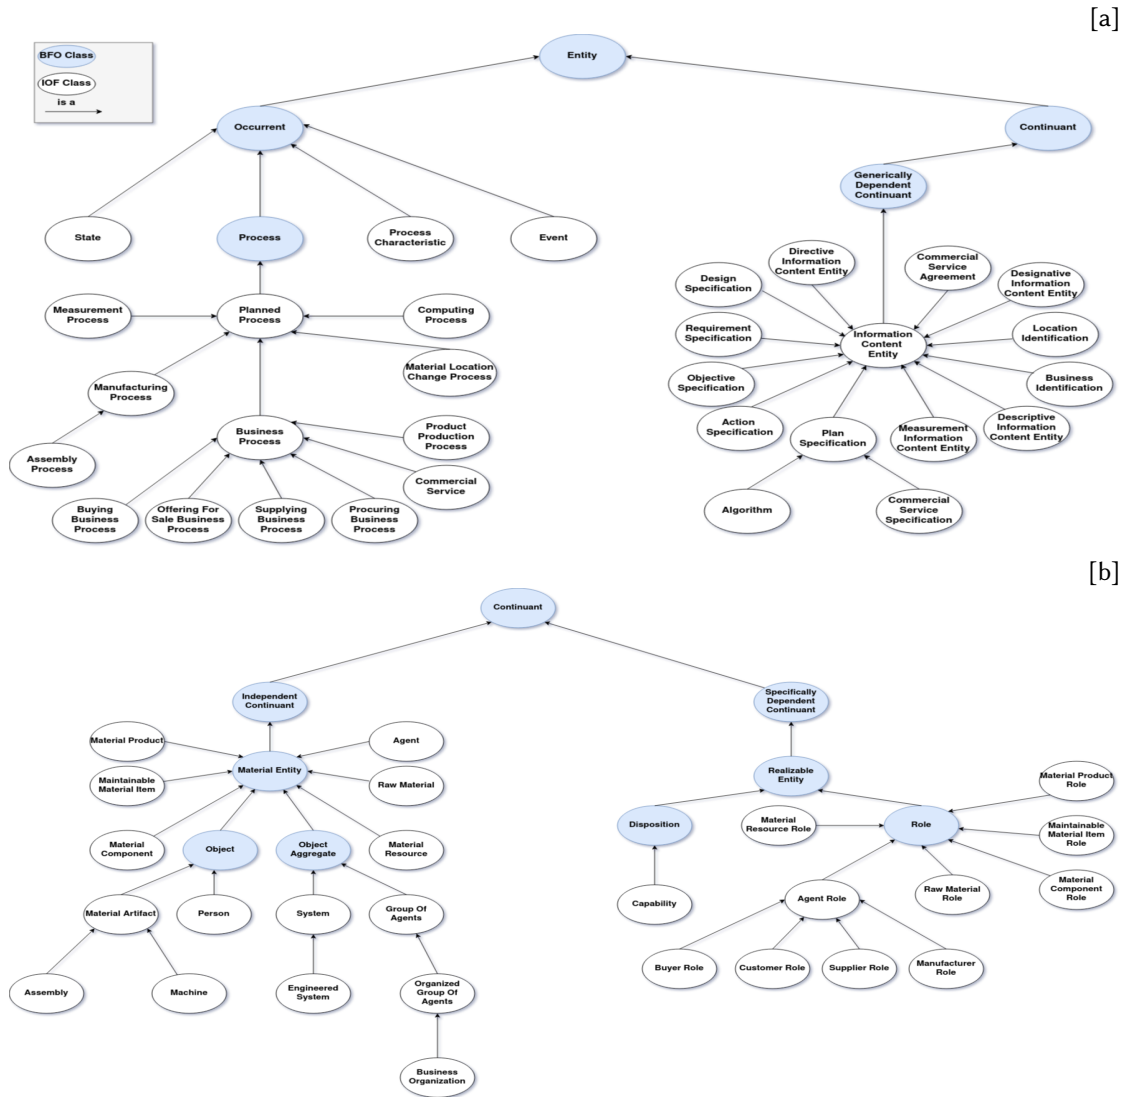 [a]
BFO Class
IOF Class
is a
Entity
Occurrent
Continuant
Generically
Dependent
Continuant
State
Process
Process
Characteristic
Event
Directive
Information
Content Entity
Commercial
Service
Agreement
Design
Specification
Designative
Information
Content Entity
Measurement
Process
Planned
Process
Computing
Process
Requirement
Specification
Information
Content
Entity
Location
Identification
Material Location
Change Process
Manufacturing
Process
Objective
Specification
Business
Identification
Business
Process
Product
Production
Process
Action
Specification
Plan
Specification
Measurement
Information
Content Entity
Descriptive
Information
Content Entity
Assembly
Process
Commercial
Service
Buying
Business
Process
Offering For
Sale Business
Process
Supplying
Business
Process
Procuring
Business
Process
Algorithm
Commercial
Service
Specification
[b]
Continuant
Independent
Continuant
Specifically
Dependent
Continuant
Material Product
Agent
Material Entity
Realizable
Entity
Maintainable
Material Item
Raw Material
Material Product
Role
Disposition
Material
Resource Role
Role
Maintainable
Material Item
Role
Material
Component
Object
Object
Aggregate
Material
Resource
Material
Component
Role
Raw Material
Role
Capability
Agent Role
Material Artifact
Person
System
Group Of
Agents
Buyer Role
Customer Role
Supplier Role
Manufacturer
Role
Assembly
Machine
Engineered
System
Organized
Group Of
Agents
Business
Organization